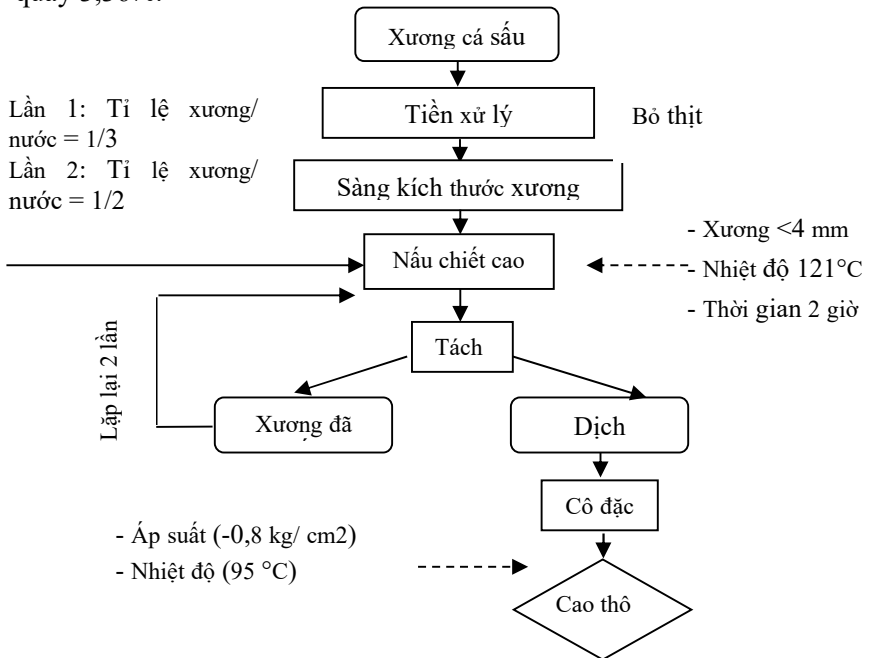 Xương cá sấu
Lần 1: Tỉ lệ xương/
nước = 1/3
Lần 2: Tỉ lệ xương/
nước = 1/2
Tiền xử lý
Bỏ thịt
Sàng kích thước xương
- Xương <4 mm
- Nhiệt độ 121°C
- Thời gian 2 giờ
Nấu chiết cao
Lặp lại 2 lần
Tách
Xương đã
Dịch
Cô đặc
- Áp suất (-0,8 kg/ cm2)
- Nhiệt độ (95 °C)
Cao thô